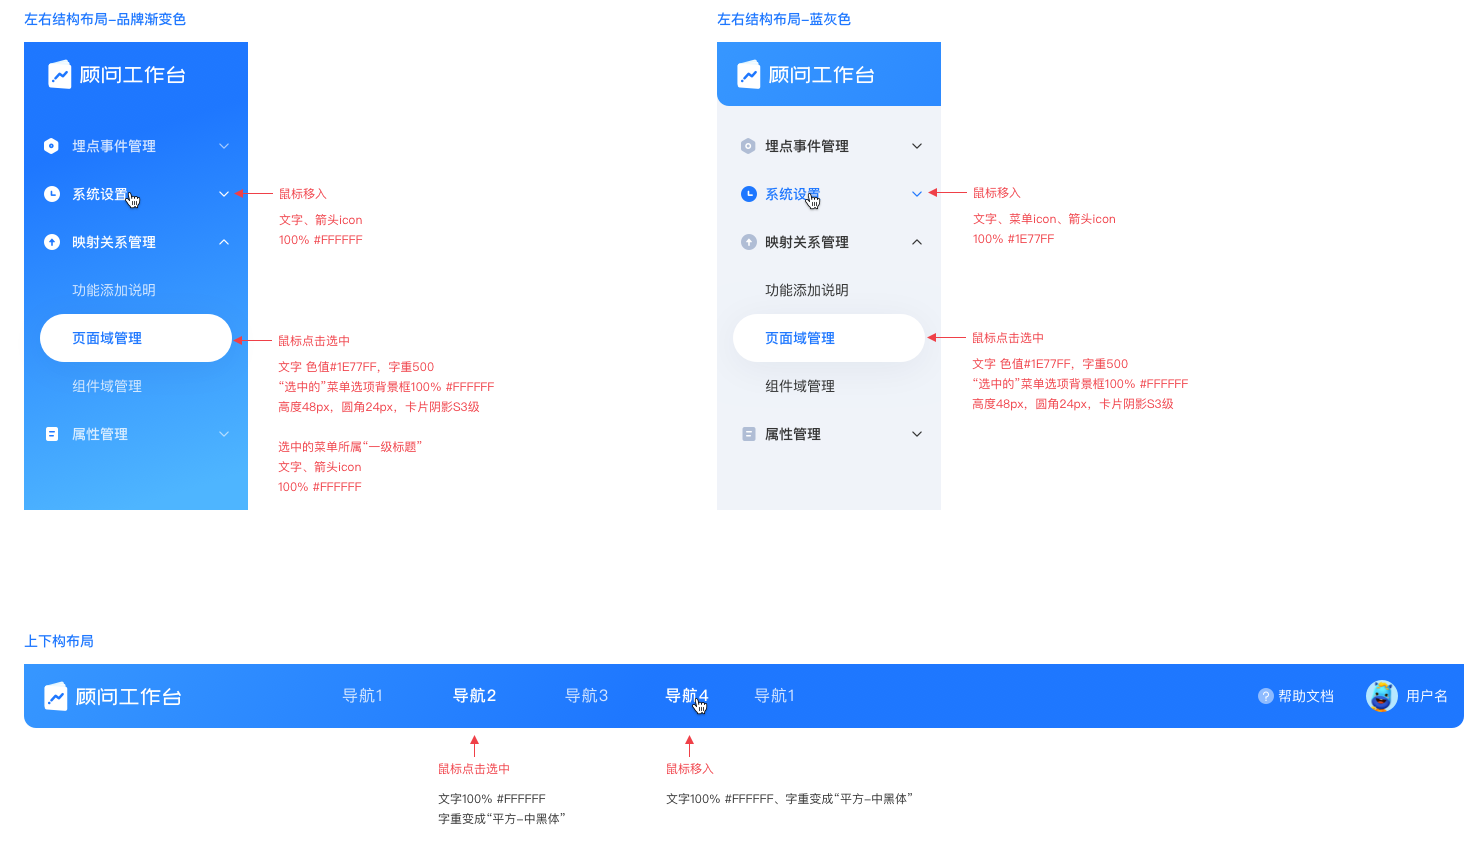 左右结构布局-品牌渐变色
顾问工作台
埋点事件管理
系统设置
映射关系管理
功能添加说明
页面域管理
组件域管理
属性管理
鼠标移入
文字、箭头icon
100% #FFFFFF
鼠标点击选中
文字 色值#1E77FF，字重500
“选中的”菜单选项背景框100% #FFFFFF
高度48px，圆角24px，卡片阴影S3级
选中的菜单所属“一级标题”
文字、箭头icon
100% #FFFFFF
左右结构布局-蓝灰色
顾问工作台
埋点事件管理
系统设置
映射关系管理
功能添加说明
页面域管理
组件域管理
属性管理
鼠标移入
文字、菜单icon、箭头icon
100% #1E77FF
鼠标点击选中
文字 色值#1E77FF，字重500
“选中的”菜单选项背景框100% #FFFFFF
高度48px，圆角24px，卡片阴影S3级
上下构布局
顾问工作台
导航1
导航2
导航3
导航4
导航1
? 帮助文档
用户名
鼠标点击选中
文字100% #FFFFFF
字重变成“平方-中黑体”
鼠标移入
文字100% #FFFFFF、字重变成“平方-中黑体”